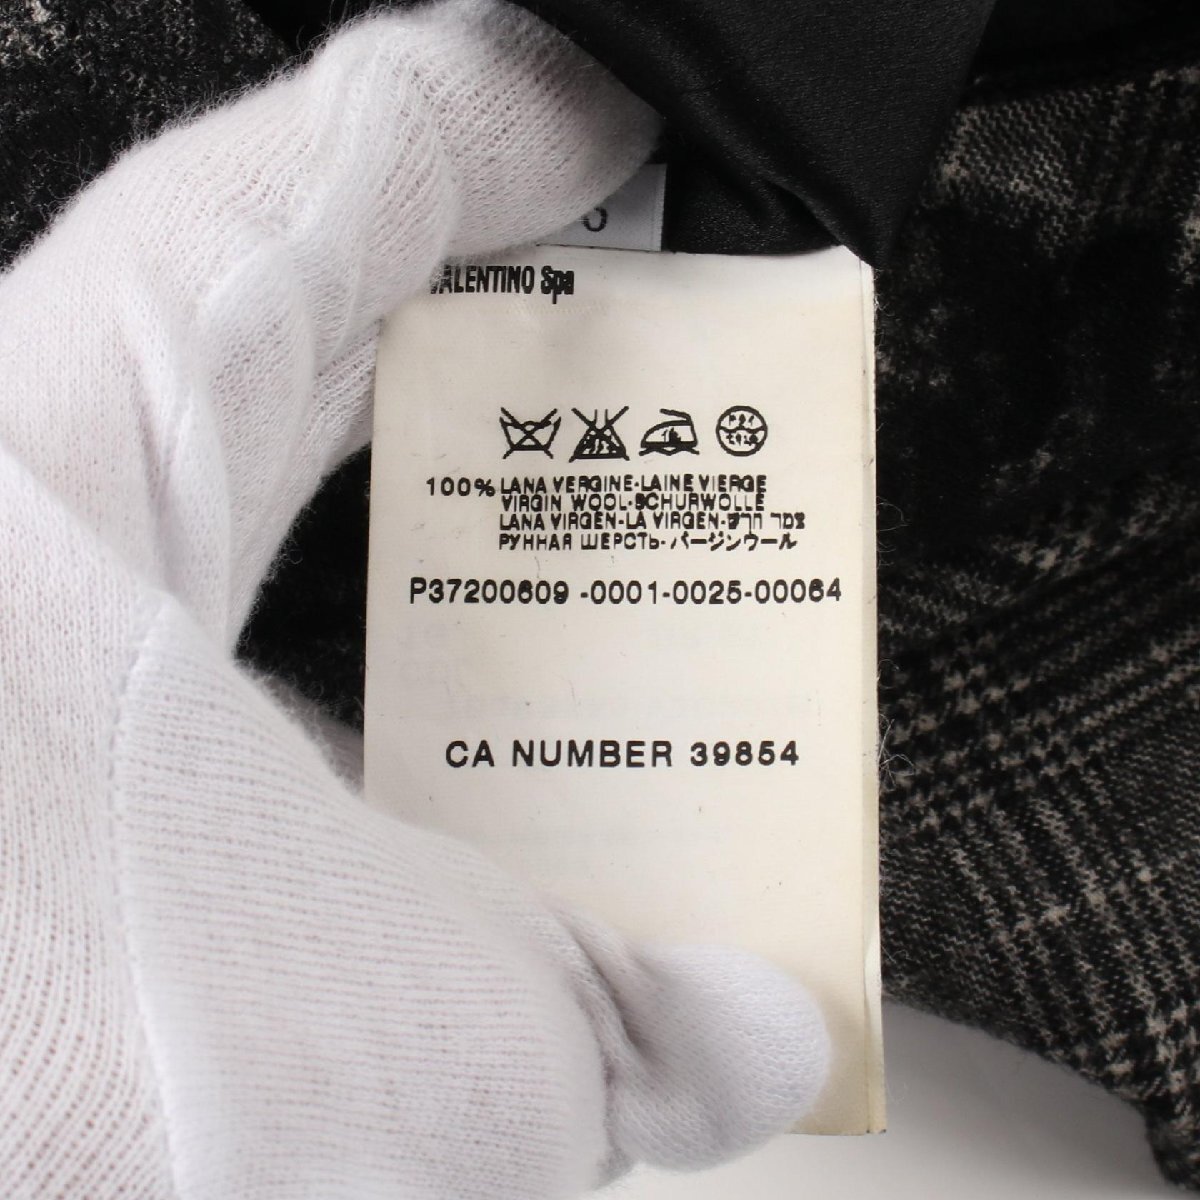 6
VALENTINO Spa
100% LANA VERGINE-LAINE VIERGE
VIRGIN WOOL-SCHURWOLLE
LANA VIRGEN-LA VIRGEN-צמר חדש
РУННАЯ ШЕРСТЬ-バージンウール
P37200609 -0001-0025-00064
CA NUMBER 39854